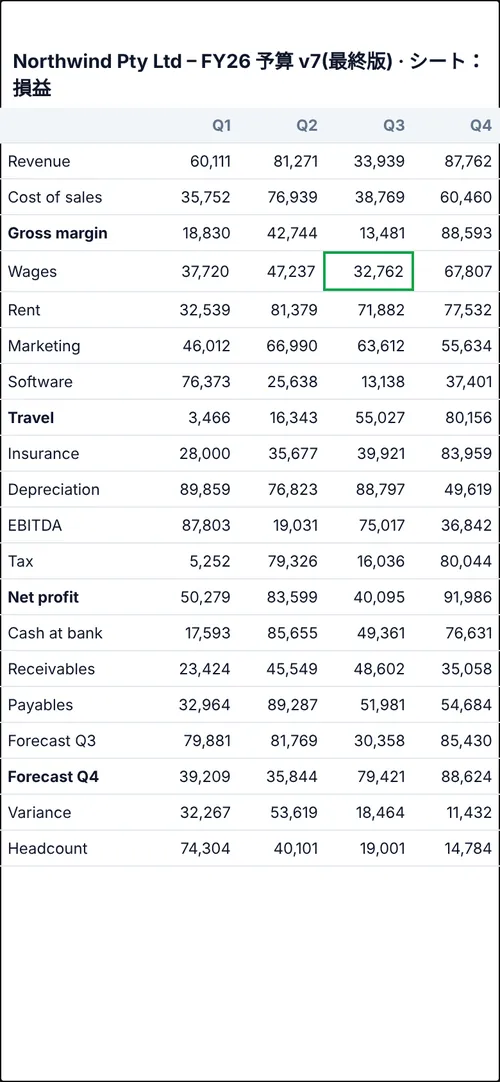 Northwind Pty Ltd – FY26 予算 v7(最終版) · シート：
損益
Q1 Q2 Q3 Q4
Revenue 60,111 81,271 33,939 87,762
Cost of sales 35,752 76,939 38,769 60,460
Gross margin 18,830 42,744 13,481 88,593
Wages 37,720 47,237 32,762 67,807
Rent 32,539 81,379 71,882 77,532
Marketing 46,012 66,990 63,612 55,634
Software 76,373 25,638 13,138 37,401
Travel 3,466 16,343 55,027 80,156
Insurance 28,000 35,677 39,921 83,959
Depreciation 89,859 76,823 88,797 49,619
EBITDA 87,803 19,031 75,017 36,842
Tax 5,252 79,326 16,036 80,044
Net profit 50,279 83,599 40,095 91,986
Cash at bank 17,593 85,655 49,361 76,631
Receivables 23,424 45,549 48,602 35,058
Payables 32,964 89,287 51,981 54,684
Forecast Q3 79,881 81,769 30,358 85,430
Forecast Q4 39,209 35,844 79,421 88,624
Variance 32,267 53,619 18,464 11,432
Headcount 74,304 40,101 19,001 14,784